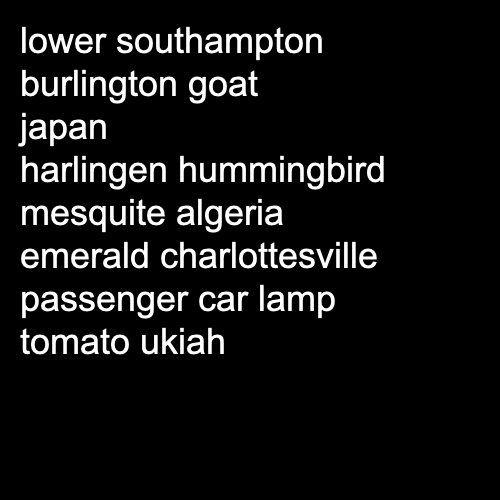 lower southampton
burlington goat
japan
harlingen hummingbird
mesquite algeria
emerald charlottesville
passenger car lamp
tomato ukiah